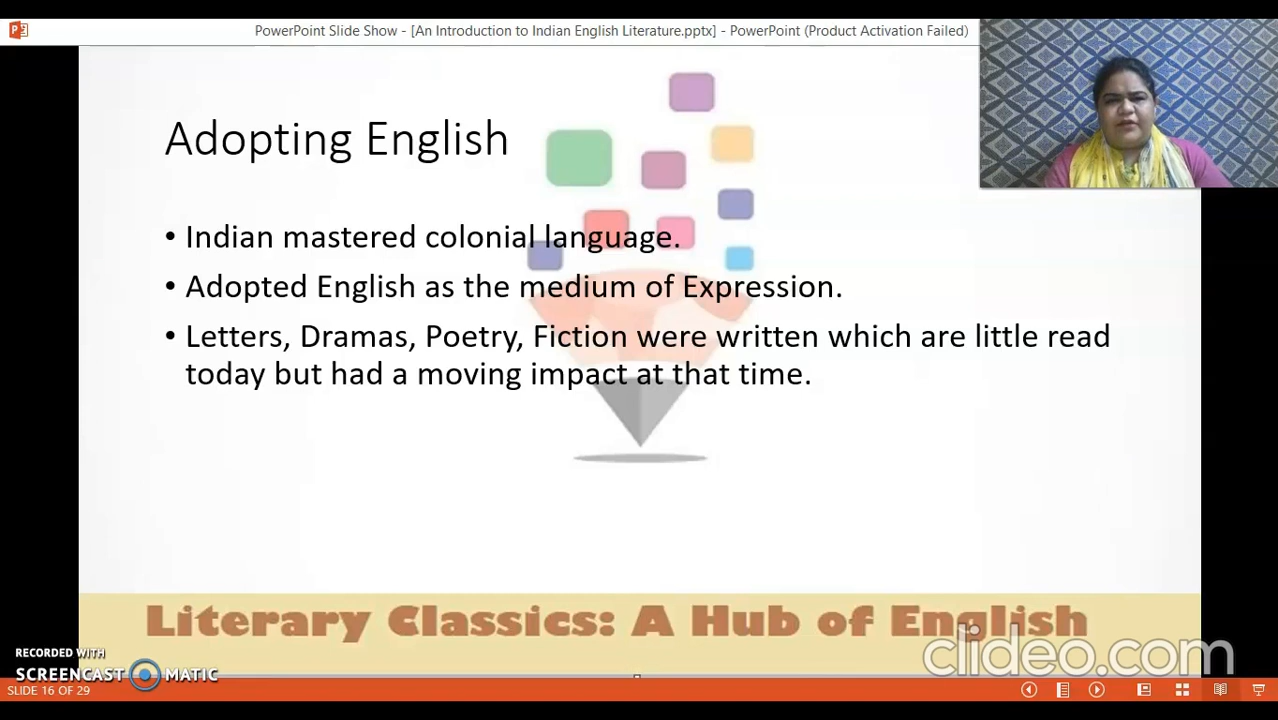 PowerPoint Slide Show - [An Introduction to Indian English Literature.pptx] - PowerPoint (Product Activation Failed)
Adopting English
• Indian mastered colonial language.
• Adopted English as the medium of Expression.
• Letters, Dramas, Poetry, Fiction were written which are little read
today but had a moving impact at that time.
Literary Classics: A Hub of English
clideo.com
RECORDED WITH
SCREENCAST MATIC
SLIDE 16 OF 29